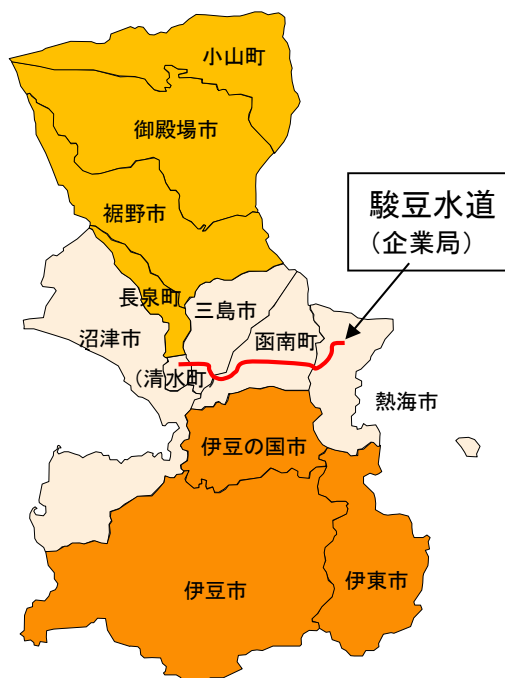 小山町
御殿場市
裾野市
駿豆水道
（企業局）
長泉町
三島市
沼津市
函南町
（清水町）
熱海市
伊豆の国市
伊豆市
伊東市